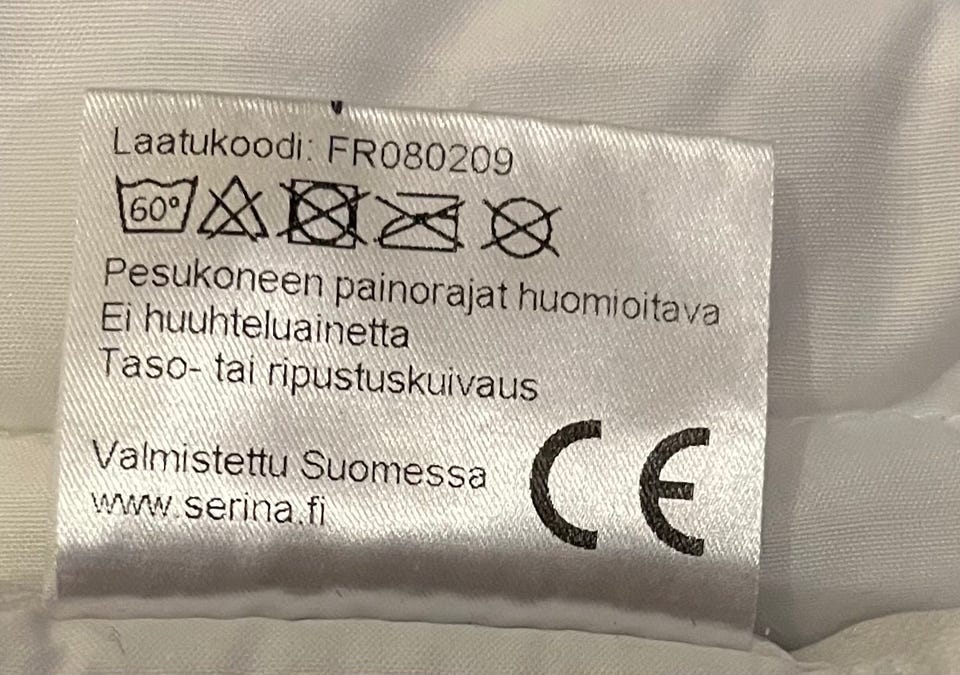 Laatukoodi: FR080209
60°
Pesukoneen painorajat huomioitava
Ei huuhteluainetta
Taso- tai ripustuskuivaus
Valmistettu Suomessa
www.serina.fi
CE